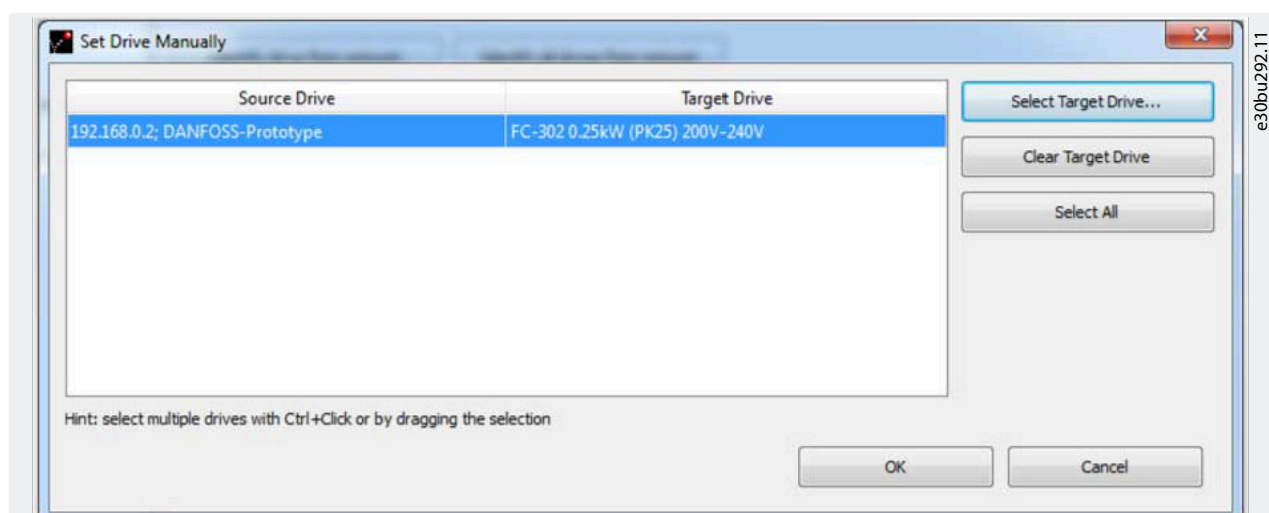 Set Drive Manually
Source Drive Target Drive
192.168.0.2; DANFOSS-Prototype FC-302 0.25kW (PK25) 200V-240V
Select Target Drive...
Clear Target Drive
Select All
Hint: select multiple drives with Ctrl+Click or by dragging the selection
OK Cancel
e30bu292.11